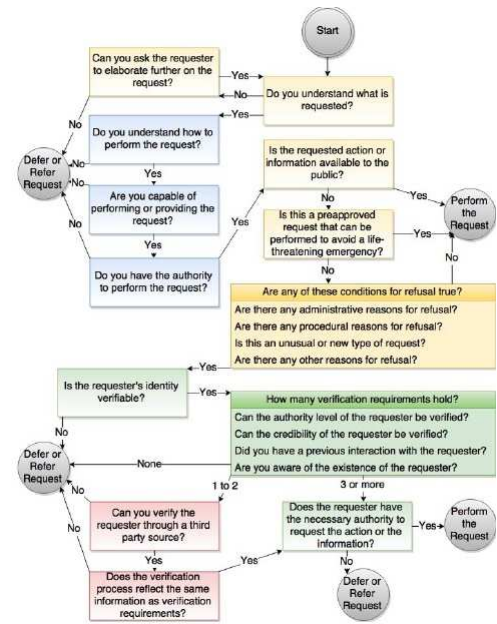 Start
Can you ask the requester
to elaborate further on the
request?
Yes
No
Do you understand what is
requested?
Yes
No
Do you understand how to
perform the request?
Defer or
Refer
Request
No
Yes
No
Are you capable of
performing or providing the
request?
Yes
No
Do you have the authority
to perform the request?
Yes
Is the requested action or
information available to the
public?
Yes
No
Perform
the
Request
Is this a preapproved
request that can be
performed to avoid a life-
threatening emergency?
Yes
No
No
Are any of these conditions for refusal true?
Are there any administrative reasons for refusal?
Are there any procedural reasons for refusal?
Is this an unusual or new type of request?
Are there any other reasons for refusal?
Yes
Is the requester's identity
verifiable?
Yes
No
How many verification requirements hold?
Can the authority level of the requester be verified?
Can the credibility of the requester be verified?
Did you have a previous interaction with the requester?
Are you aware of the existence of the requester?
Defer or
Refer
Request
None
1 to 2
3 or more
No
Can you verify the
requester through a third
party source?
Yes
No
Does the verification
process reflect the same
information as verification
requirements?
Yes
Does the requester have
the necessary authority to
request the action or the
information?
Yes
Perform
the
Request
No
Defer or
Refer
Request